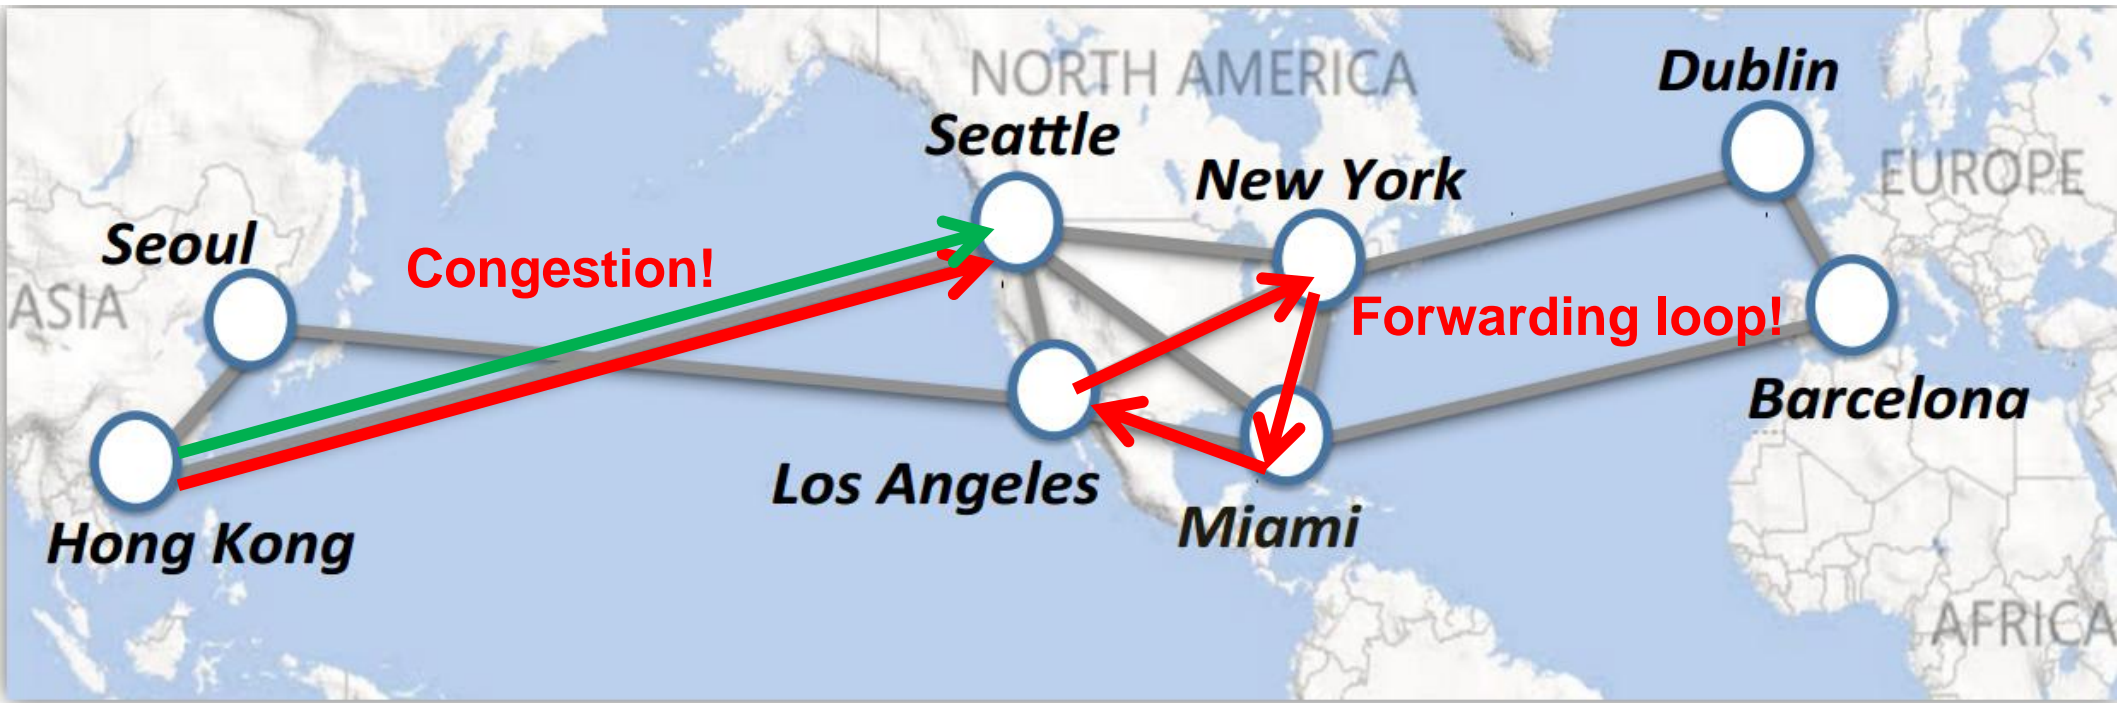 NORTH AMERICA
Dublin
Seattle
New York
EUROPE
Seoul
Congestion!
ASIA
Forwarding loop!
Barcelona
Los Angeles
Miami
Hong Kong
AFRICA